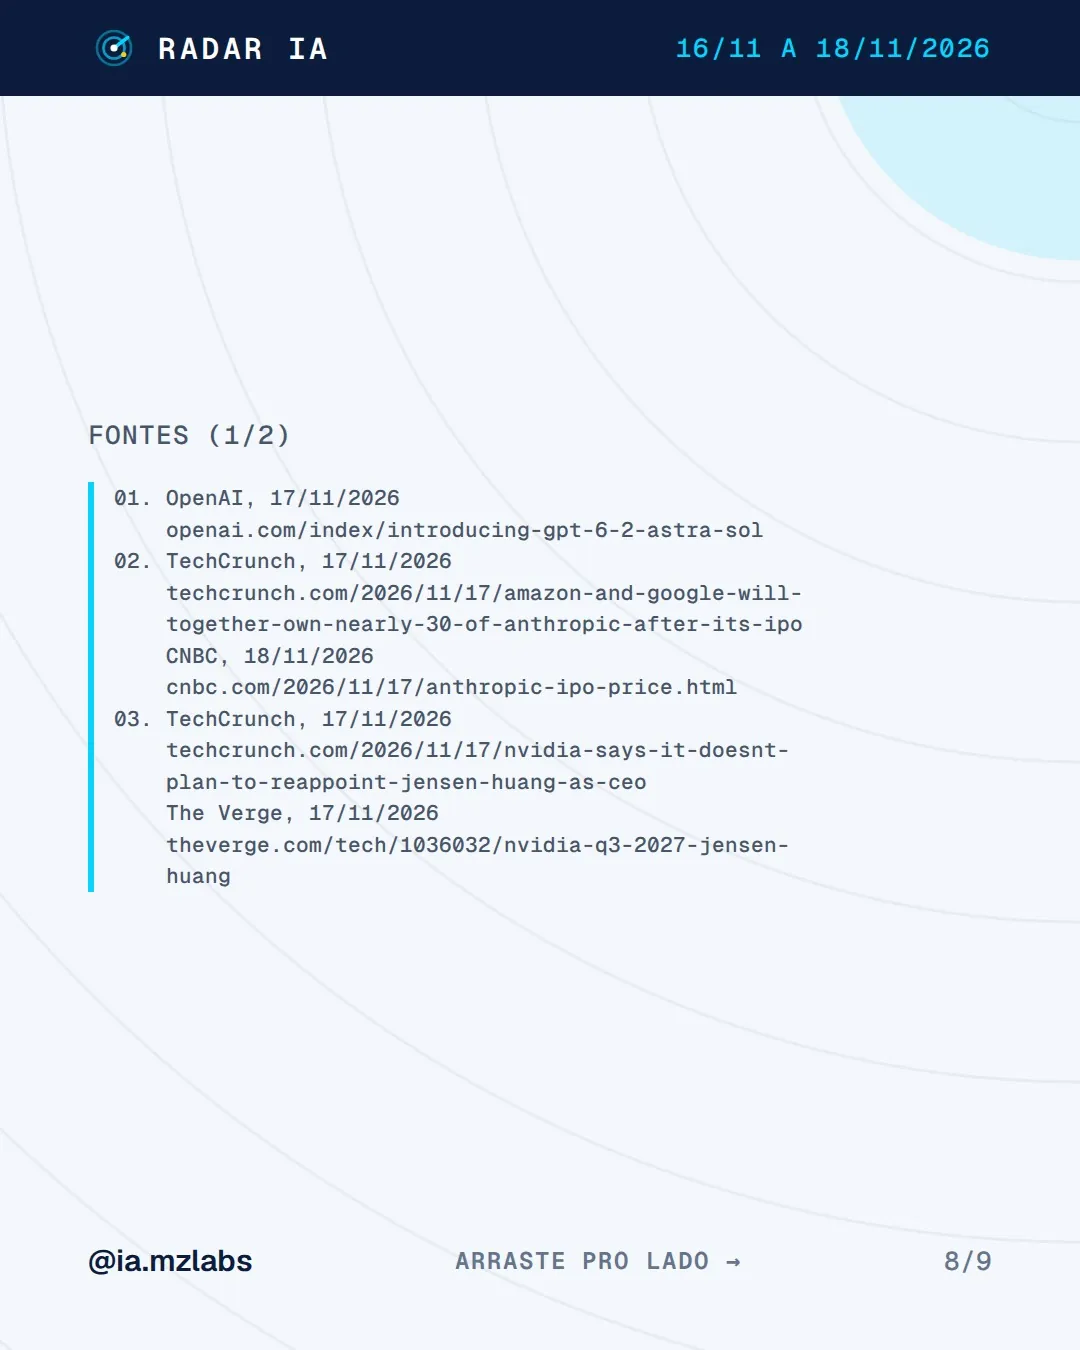 RADAR IA
16/11 A 18/11/2026
FONTES (1/2)
01. OpenAI, 17/11/2026
openai.com/index/introducing-gpt-6-2-astra-sol
02. TechCrunch, 17/11/2026
techcrunch.com/2026/11/17/amazon-and-google-will-
together-own-nearly-30-of-anthropic-after-its-ipo
CNBC, 18/11/2026
cnbc.com/2026/11/17/anthropic-ipo-price.html
03. TechCrunch, 17/11/2026
techcrunch.com/2026/11/17/nvidia-says-it-doesnt-
plan-to-reappoint-jensen-huang-as-ceo
The Verge, 17/11/2026
theverge.com/tech/1036032/nvidia-q3-2027-jensen-
huang
@ia.mzlabs
ARRASTE PRO LADO →
8/9